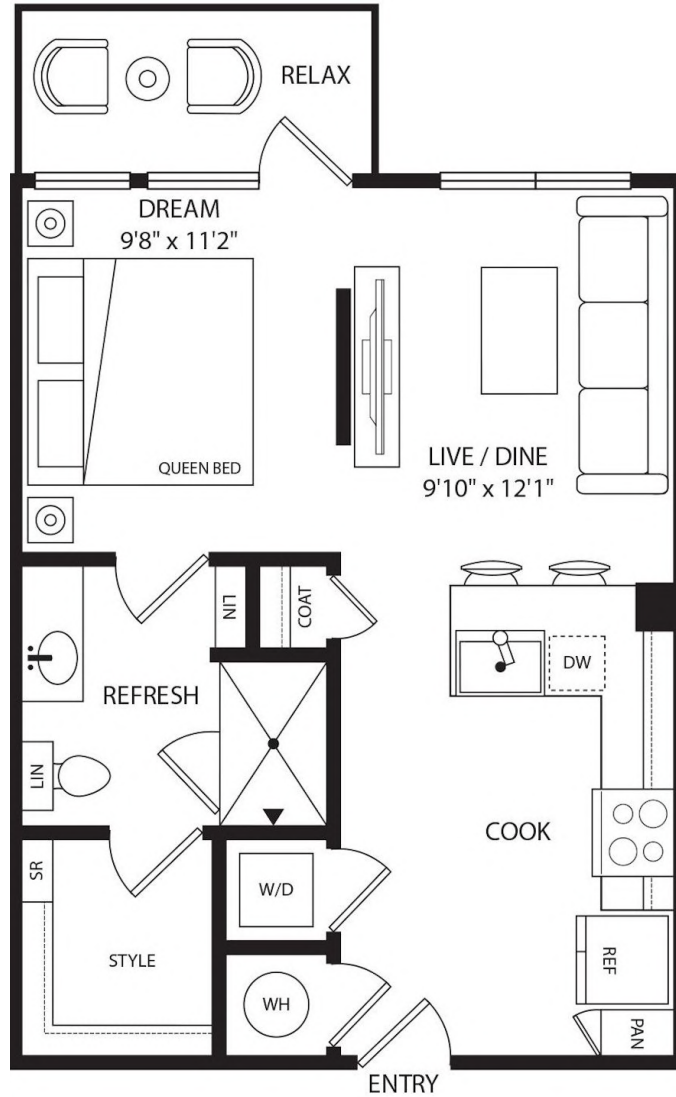 RELAX
DREAM
9'8" x 11'2"
QUEEN BED
LIVE / DINE
9'10" x 12'1"
LIN
COAT
DW
REFRESH
LIN
COOK
SR
W/D
STYLE
REF
WH
PAN
ENTRY